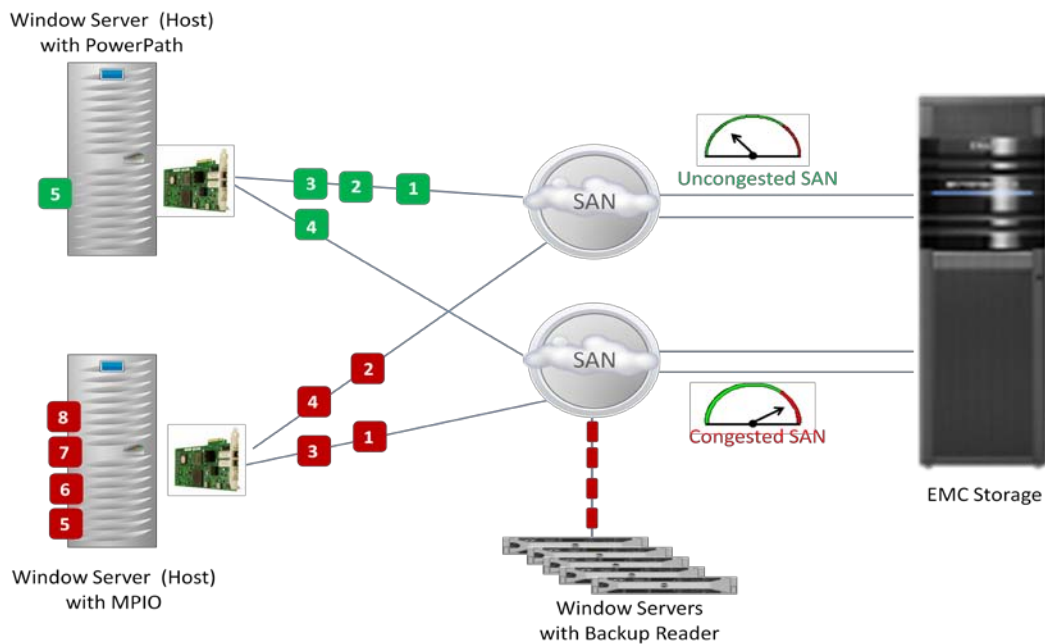 Window Server (Host)
with PowerPath
5
3
2
1
4
SAN
Uncongested SAN
SAN
Congested SAN
2
4
1
3
8
7
6
5
EMC Storage
Window Server (Host)
with MPIO
Window Servers
with Backup Reader